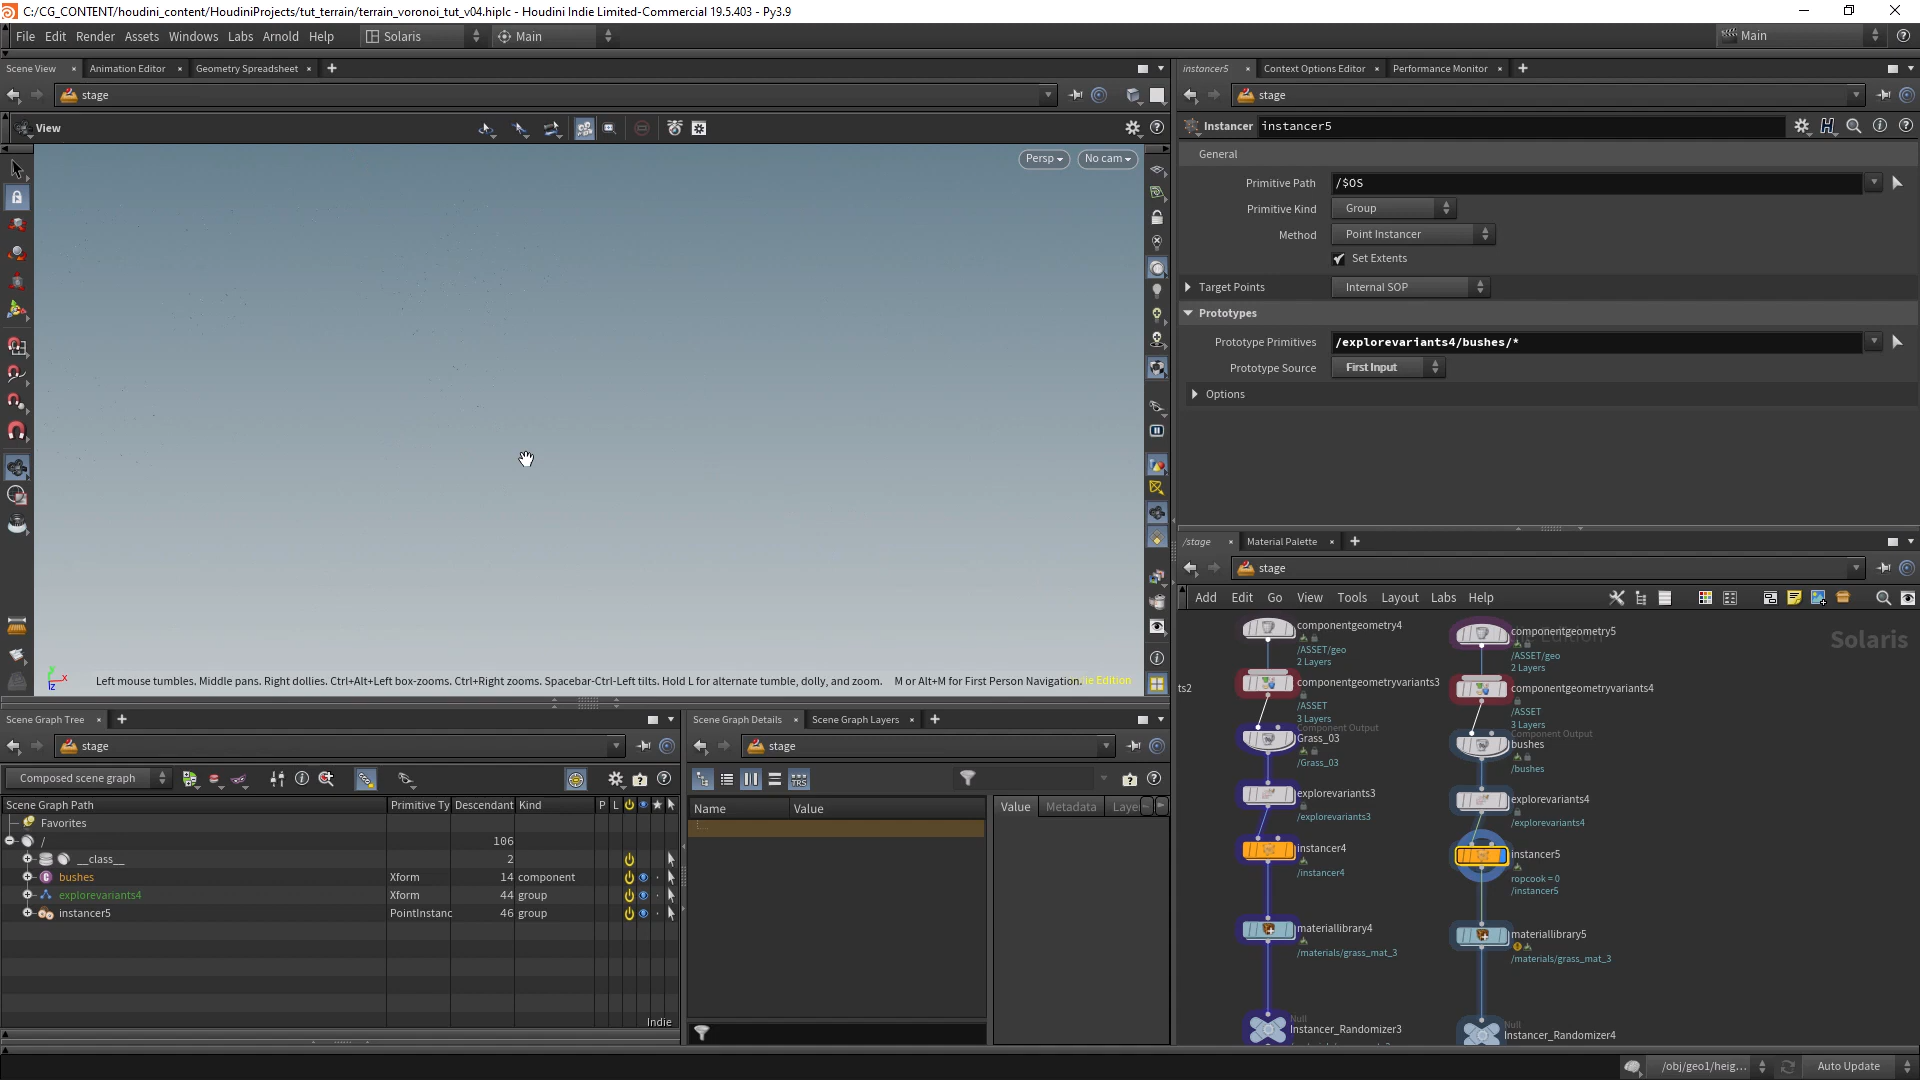 C:/CG_CONTENT/houdini_content/HoudiniProjects/tut_terrain/terrain_voronoi_tut_v04.hiplc - Houdini Indie Limited-Commercial 19.5.403 - Py3.9
File Edit Render Assets Windows Labs Arnold Help Solaris Main Main
Scene View Animation Editor Geometry Spreadsheet
stage
View
Persp No cam
Left mouse tumbles. Middle pans. Right dollies. Ctrl+Alt+Left box-zooms. Ctrl+Right zooms. Spacebar-Ctrl-Left tilts. Hold L for alternate tumble, dolly, and zoom. M or Alt+M for First Person Navigation. Edition
instancer5 Context Options Editor Performance Monitor
stage
Instancer instancer5
General
Primitive Path /$OS
Primitive Kind Group
Method Point Instancer
Set Extents
Target Points Internal SOP
Prototypes
Prototype Primitives /explorevariants4/bushes/*
Prototype Source First Input
Options
/stage Material Palette
stage
Add Edit Go View Tools Layout Labs Help
Solaris
componentgeometry4
/ASSET/geo
2 Layers
componentgeometryvariants3
/ASSET
3 Layers
Component Output
Grass_03
/Grass_03
explorevariants3
/explorevariants3
instancer4
/instancer4
materiallibrary4
/materials/grass_mat_3
Null
Instancer_Randomizer3
ts2
componentgeometry5
/ASSET/geo
2 Layers
componentgeometryvariants4
/ASSET
3 Layers
Component Output
bushes
/bushes
explorevariants4
/explorevariants4
instancer5
ropcook = 0
/instancer5
materiallibrary5
/materials/grass_mat_3
Null
Instancer_Randomizer4
Scene Graph Tree
stage
Composed scene graph
Scene Graph Path Primitive Ty Descendant Kind P L
Favorites
/ 106
__class__ 2
bushes Xform 14 component
explorevariants4 Xform 44 group
instancer5 PointInstanc 46 group
Indie
Scene Graph Details Scene Graph Layers
stage
Name Value
Value Metadata Laye
/obj/geo1/heig... Auto Update